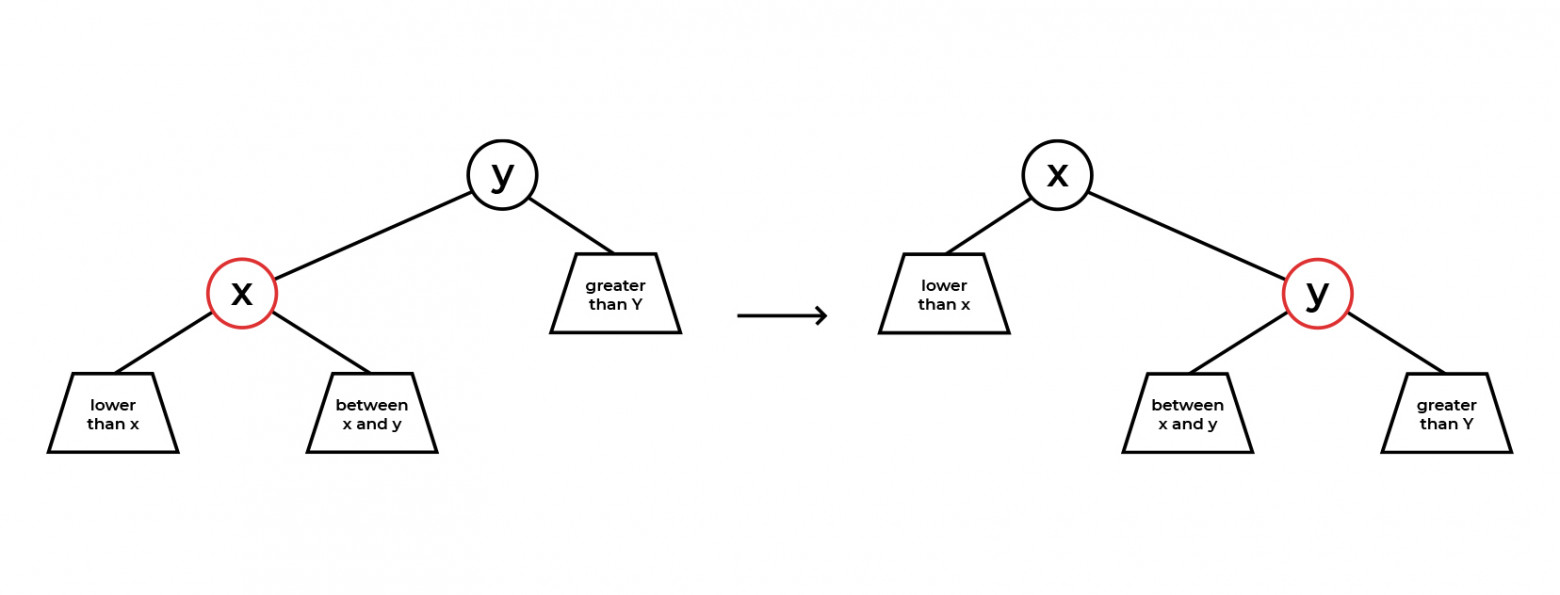 y
x
greater
than Y
lower
than x
between
x and y
x
lower
than x
y
between
x and y
greater
than Y